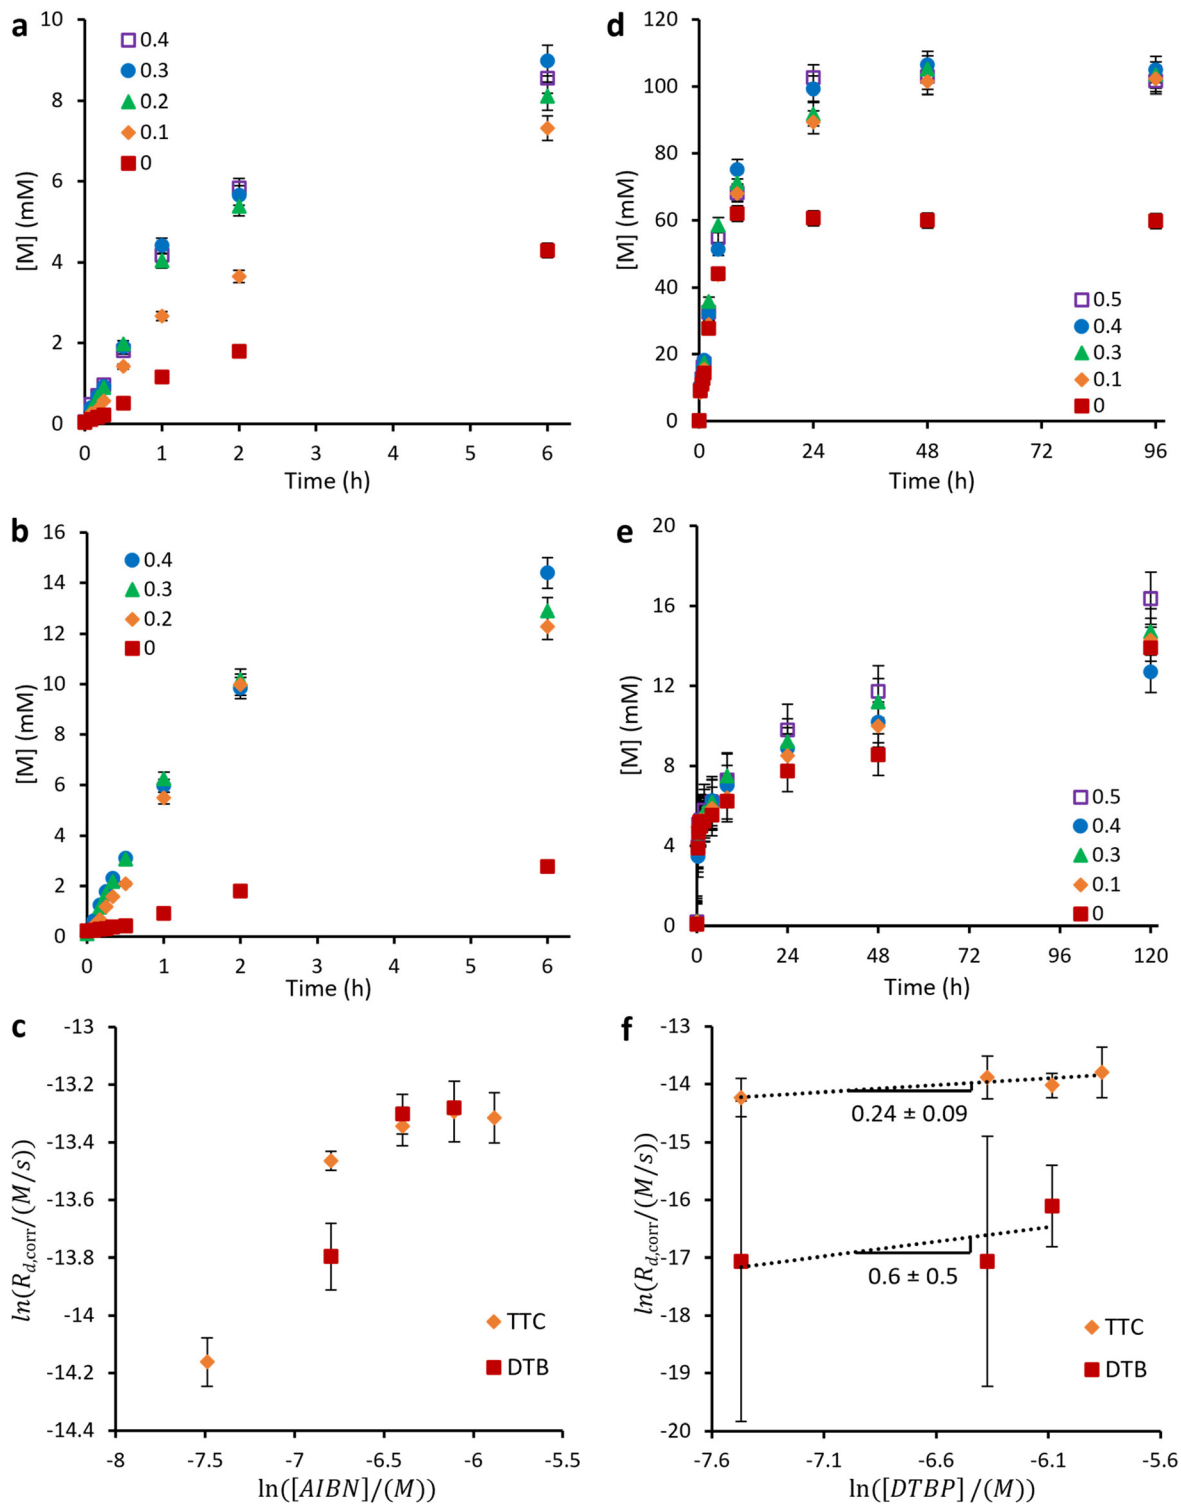 a
10
8
6
4
2
0
[M] (mM)
0.4
0.3
0.2
0.1
0
0 1 2 3 4 5 6
Time (h)
d
120
100
80
60
40
20
0
[M] (mM)
0.5
0.4
0.3
0.1
0
0 24 48 72 96
Time (h)
b
16
14
12
10
8
6
4
2
0
[M] (mM)
0.4
0.3
0.2
0
0 1 2 3 4 5 6
Time (h)
e
20
16
12
8
4
0
[M] (mM)
0.5
0.4
0.3
0.1
0
0 24 48 72 96 120
Time (h)
c
-13
-13.2
-13.4
-13.6
-13.8
-14
-14.2
-14.4
ln(R_{d,corr}/(M/s))
TTC
DTB
-8 -7.5 -7 -6.5 -6 -5.5
ln([AIBN]/(M))
f
-13
-14
-15
-16
-17
-18
-19
-20
ln(R_{d,corr}/(M/s))
0.24 ± 0.09
0.6 ± 0.5
TTC
DTB
-7.6 -7.1 -6.6 -6.1 -5.6
ln([DTBP]/(M))